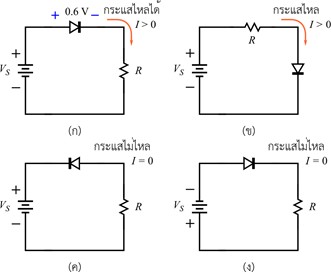 + 0.6 V − กระแสไหลได้
I > 0
+
V_S
−
R
(ก)
กระแสไหล
R I > 0
+
V_S
−
(ข)
กระแสไม่ไหล
I = 0
+
V_S
−
R
(ค)
กระแสไม่ไหล
I = 0
−
V_S
+
R
(ง)